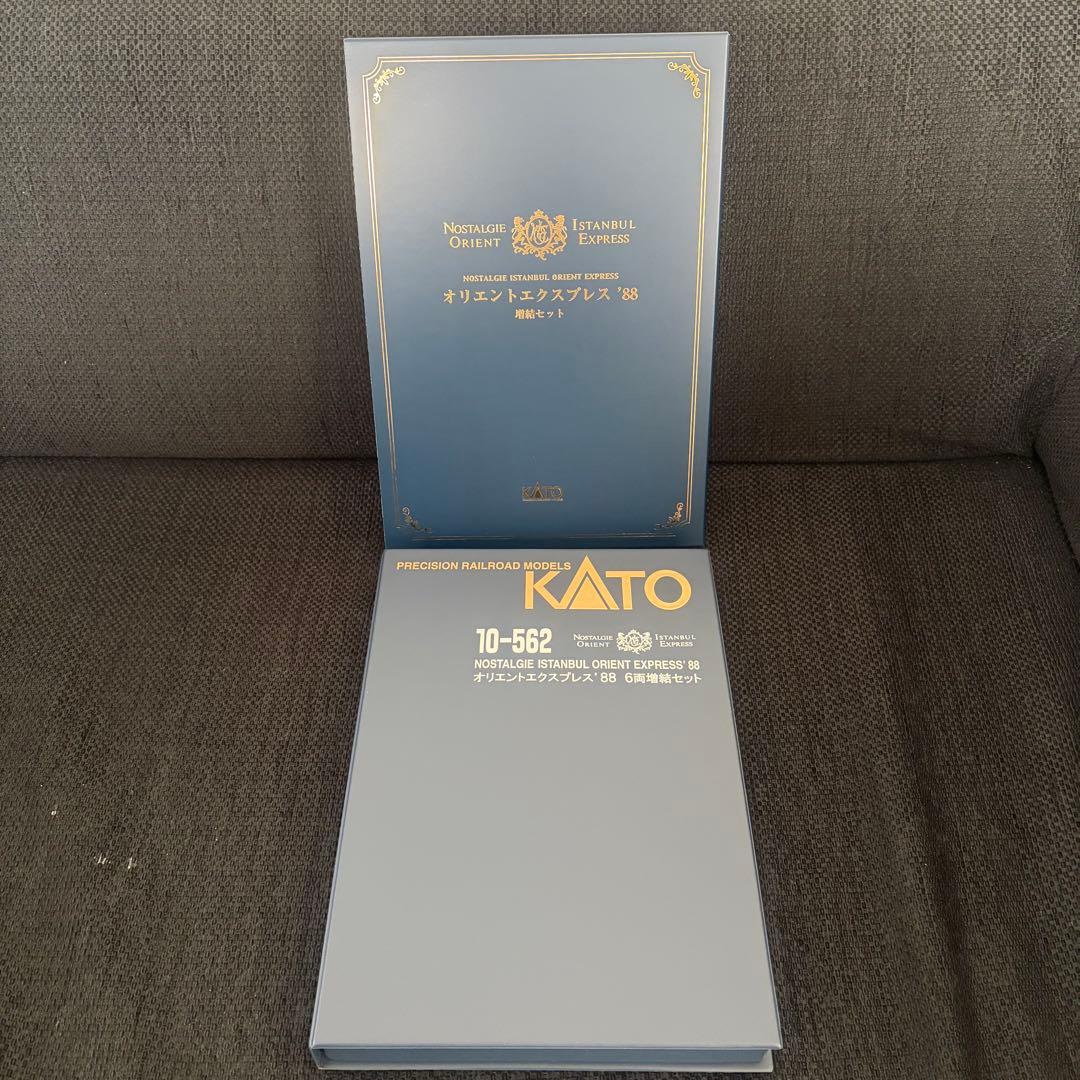 NOSTALGIE ISTANBUL
ORIENT EXPRESS
NOSTALGIE ISTANBUL ORIENT EXPRESS
オリエントエクスプレス '88
増結セット
KATO
PRECISION RAILROAD MODELS
KATO
10-562
NOSTALGIE ISTANBUL
ORIENT EXPRESS
NOSTALGIE ISTANBUL ORIENT EXPRESS'88
オリエントエクスプレス'88 6両増結セット